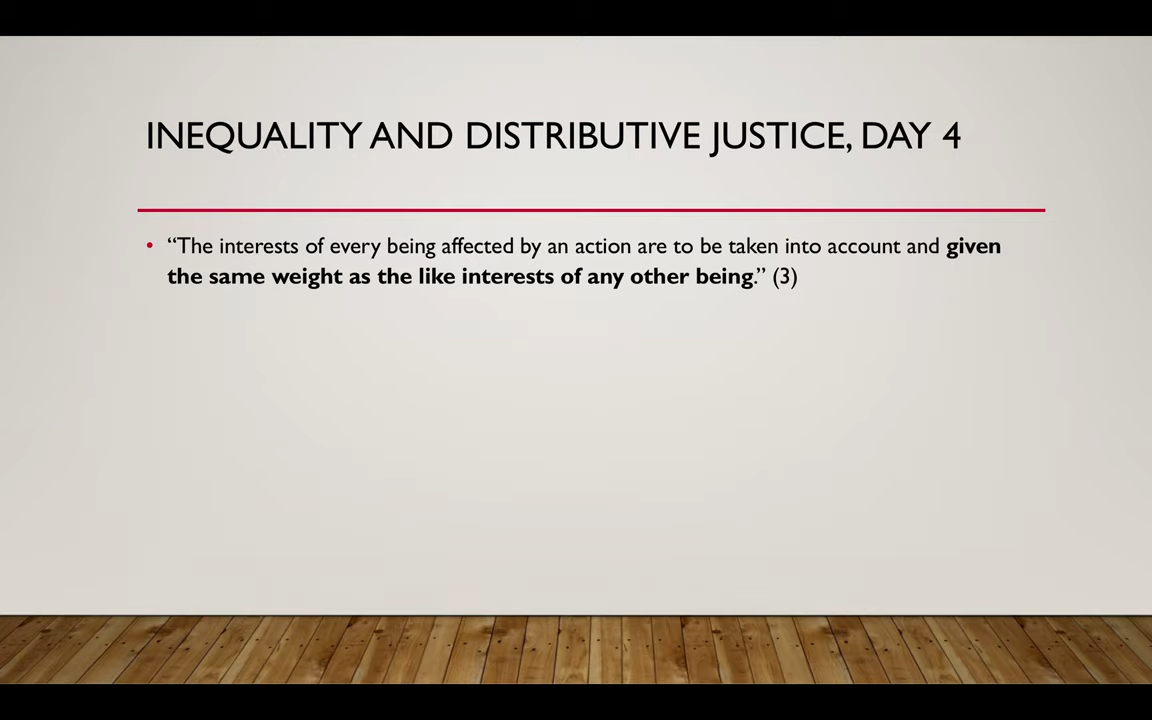 INEQUALITY AND DISTRIBUTIVE JUSTICE, DAY 4
• “The interests of every being affected by an action are to be taken into account and given
the same weight as the like interests of any other being.” (3)